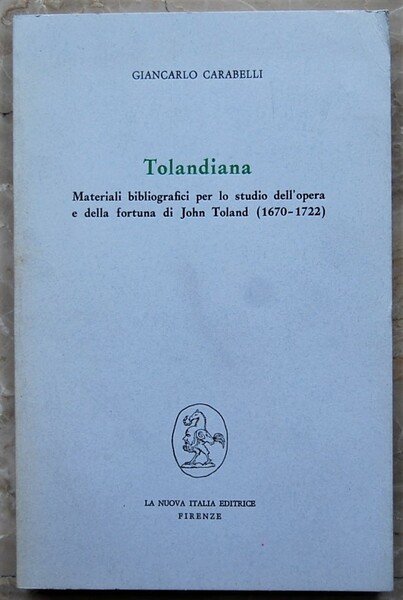 GIANCARLO CARABELLI
Tolandiana
Materiali bibliografici per lo studio dell'opera
e della fortuna di John Toland (1670-1722)
LA NUOVA ITALIA EDITRICE
FIRENZE